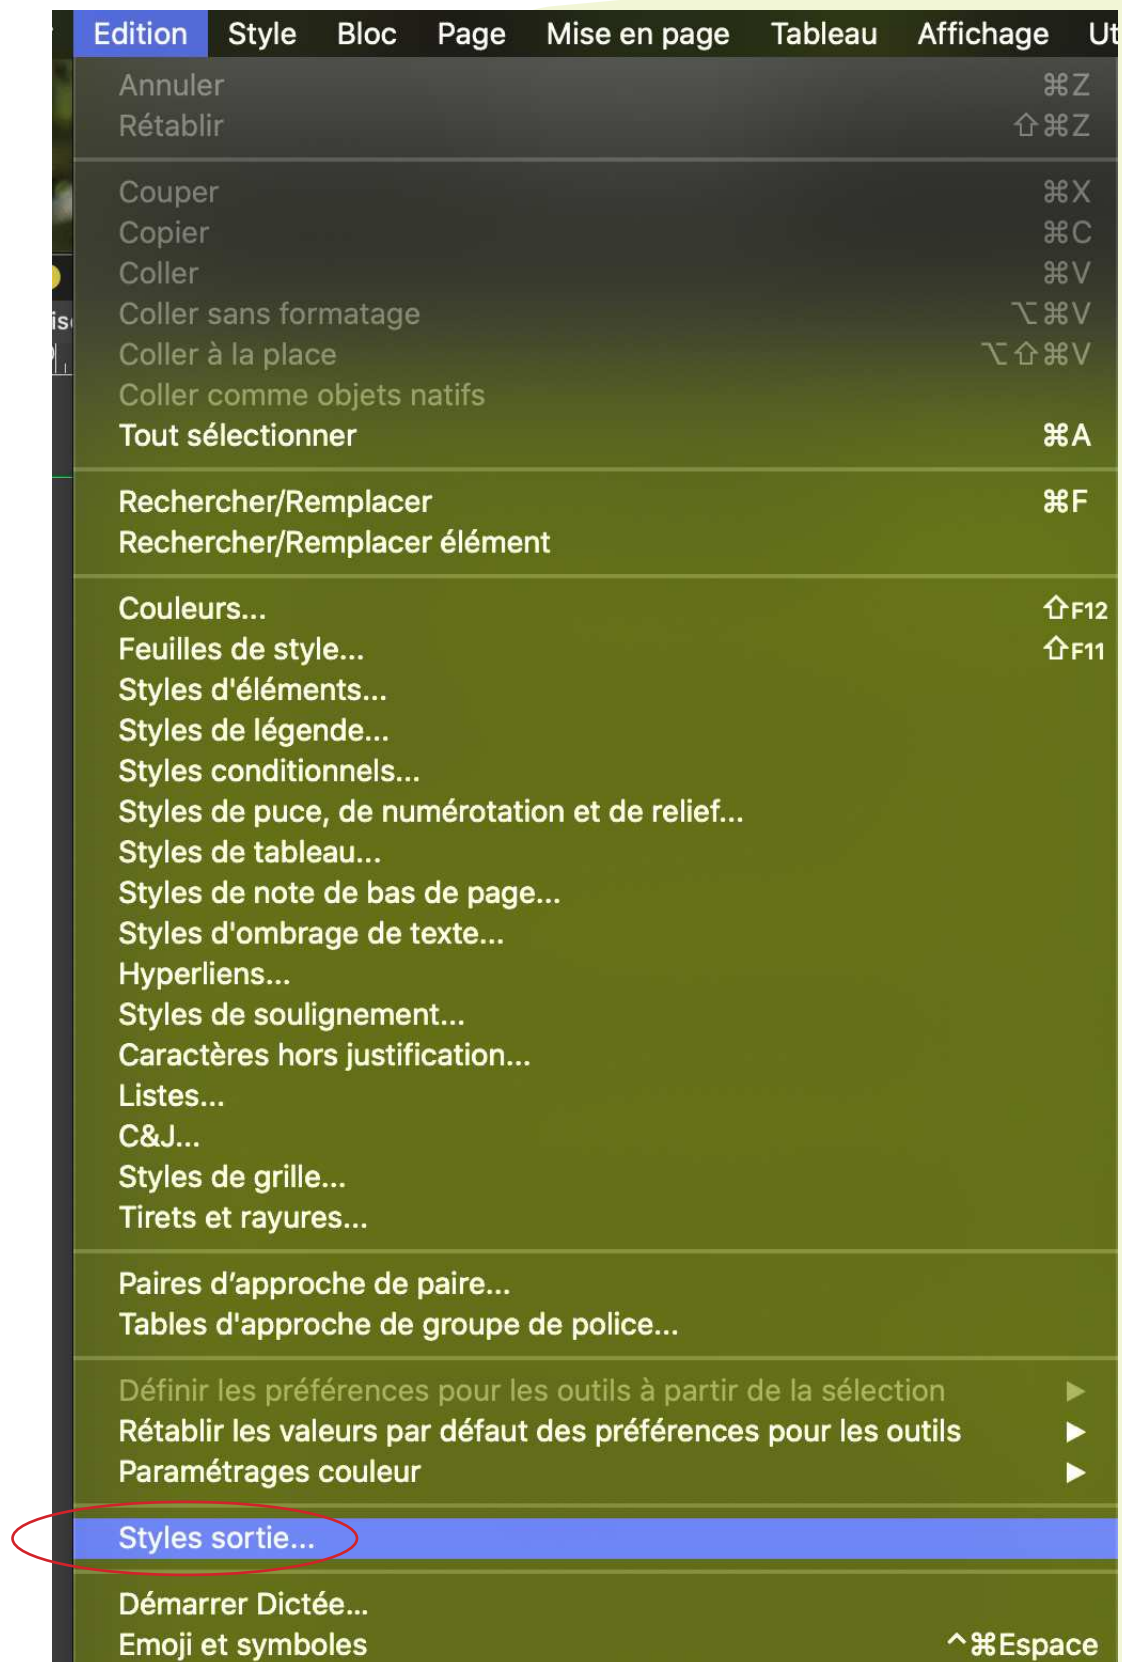 Edition Style Bloc Page Mise en page Tableau Affichage Ut
Annuler ⌘Z
Rétablir ⇧⌘Z
Couper ⌘X
Copier ⌘C
Coller ⌘V
Coller sans formatage ⌥⌘V
Coller à la place ⌥⇧⌘V
Coller comme objets natifs
Tout sélectionner ⌘A
Rechercher/Remplacer ⌘F
Rechercher/Remplacer élément
Couleurs... ⇧F12
Feuilles de style... ⇧F11
Styles d'éléments...
Styles de légende...
Styles conditionnels...
Styles de puce, de numérotation et de relief...
Styles de tableau...
Styles de note de bas de page...
Styles d'ombrage de texte...
Hyperliens...
Styles de soulignement...
Caractères hors justification...
Listes...
C&J...
Styles de grille...
Tirets et rayures...
Paires d’approche de paire...
Tables d'approche de groupe de police...
Définir les préférences pour les outils à partir de la sélection ▶
Rétablir les valeurs par défaut des préférences pour les outils ▶
Paramétrages couleur ▶
Styles sortie...
Démarrer Dictée...
Emoji et symboles ^⌘Espace